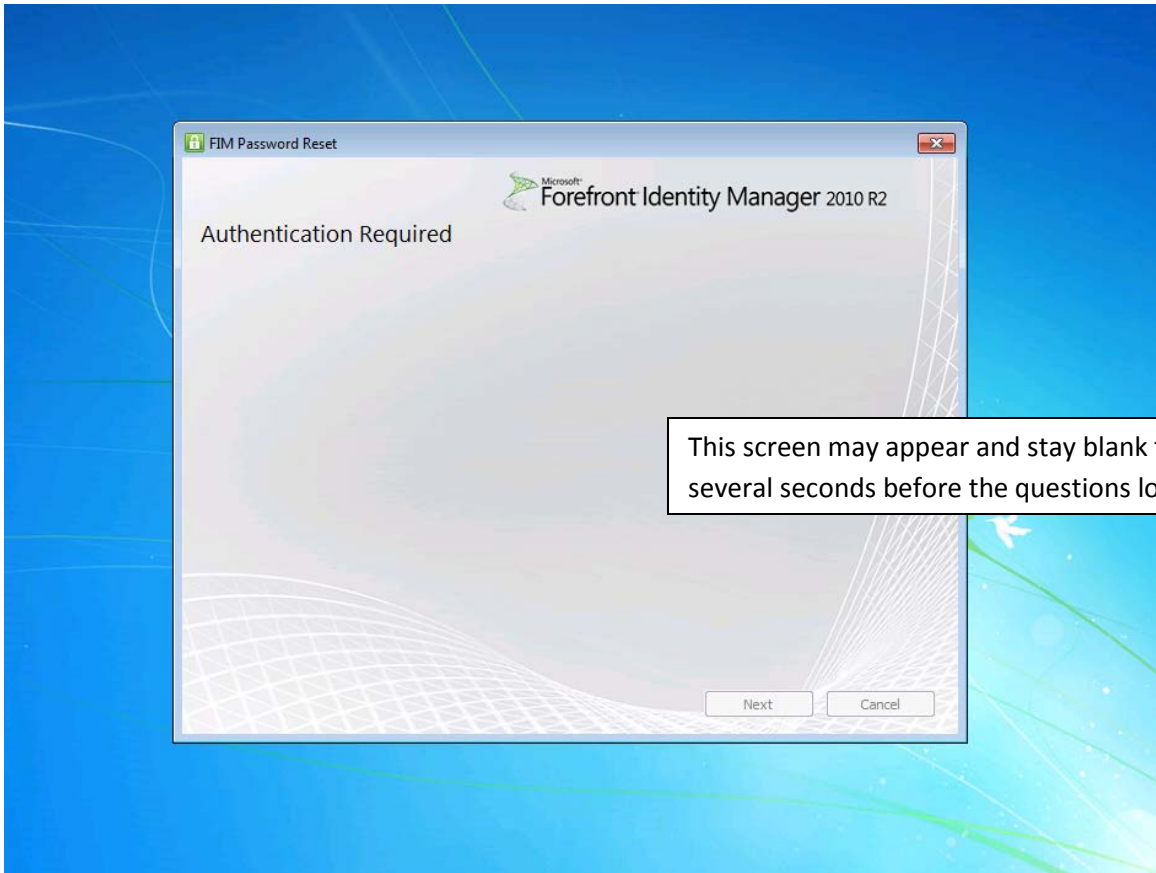 FIM Password Reset
Microsoft
Forefront Identity Manager 2010 R2
Authentication Required
This screen may appear and stay blank
several seconds before the questions
Next
Cancel